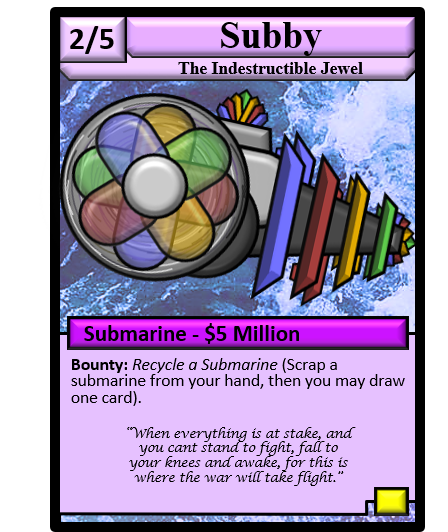 2/5
Subby
The Indestructible Jewel
Submarine - $5 Million
Bounty: Recycle a Submarine (Scrap a
submarine from your hand, then you may draw
one card).
“When everything is at stake, and
you cant stand to fight, fall to
your knees and awake, for this is
where the war will take flight."